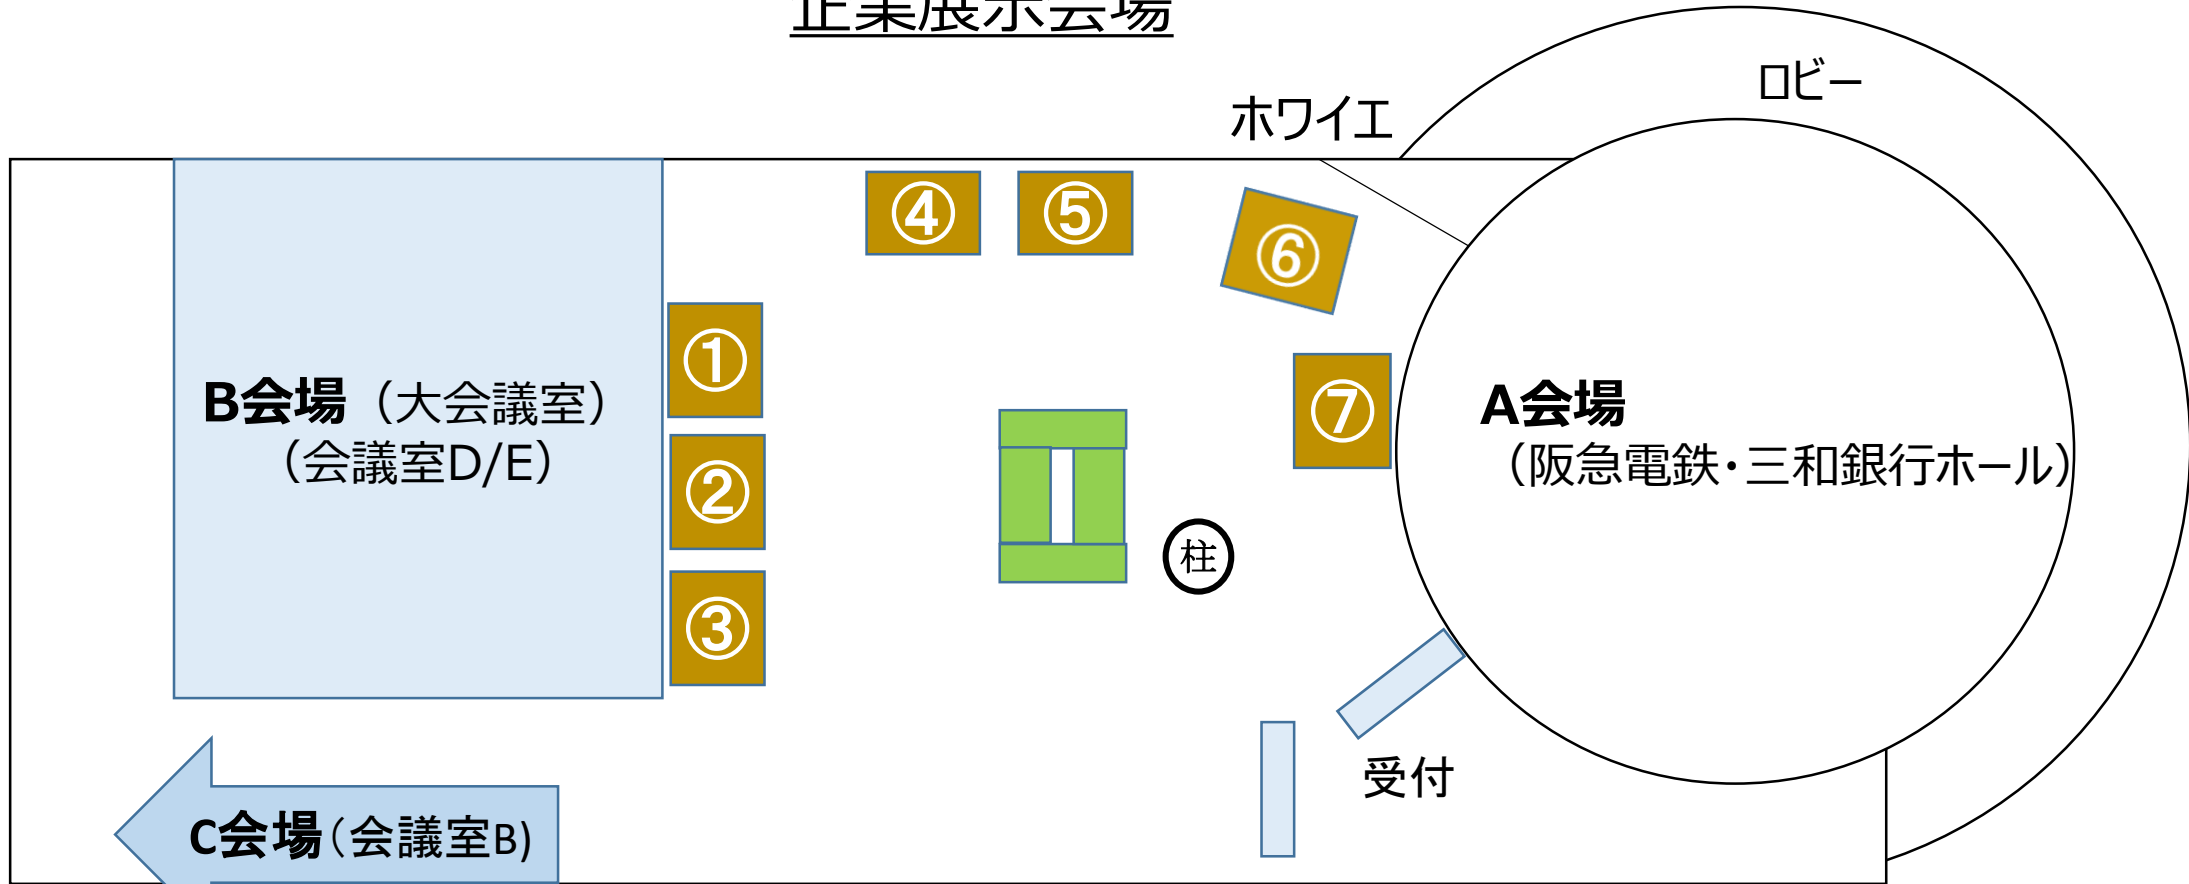 企業展示会場
ロビー
ホワイエ
④
⑤
⑥
①
②
③
⑦
B会場（大会議室）
（会議室D/E）
A会場
（阪急電鉄・三和銀行ホール）
柱
受付
C会場（会議室B)